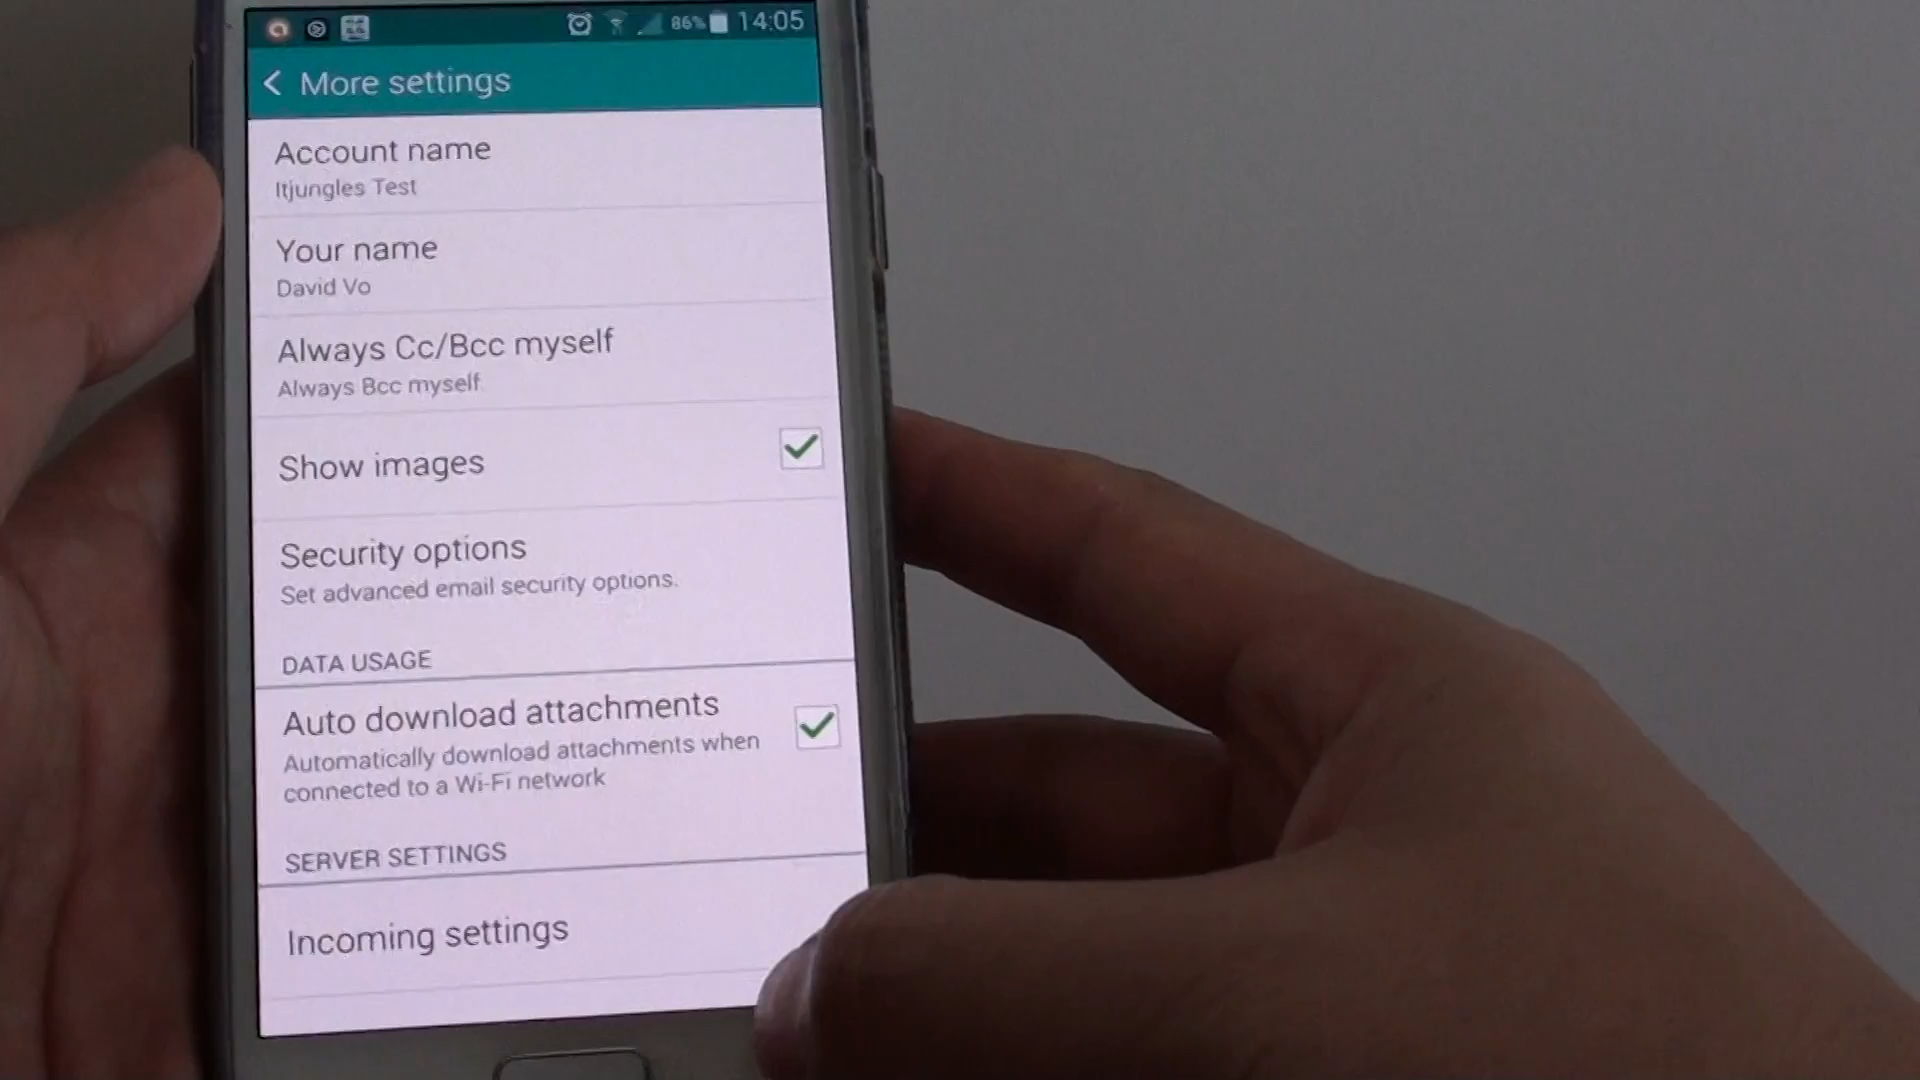 86% 14:05
More settings
Account name
Itjungles Test
Your name
David Vo
Always Cc/Bcc myself
Always Bcc myself
Show images
Security options
Set advanced email security options.
DATA USAGE
Auto download attachments
Automatically download attachments when
connected to a Wi-Fi network
SERVER SETTINGS
Incoming settings